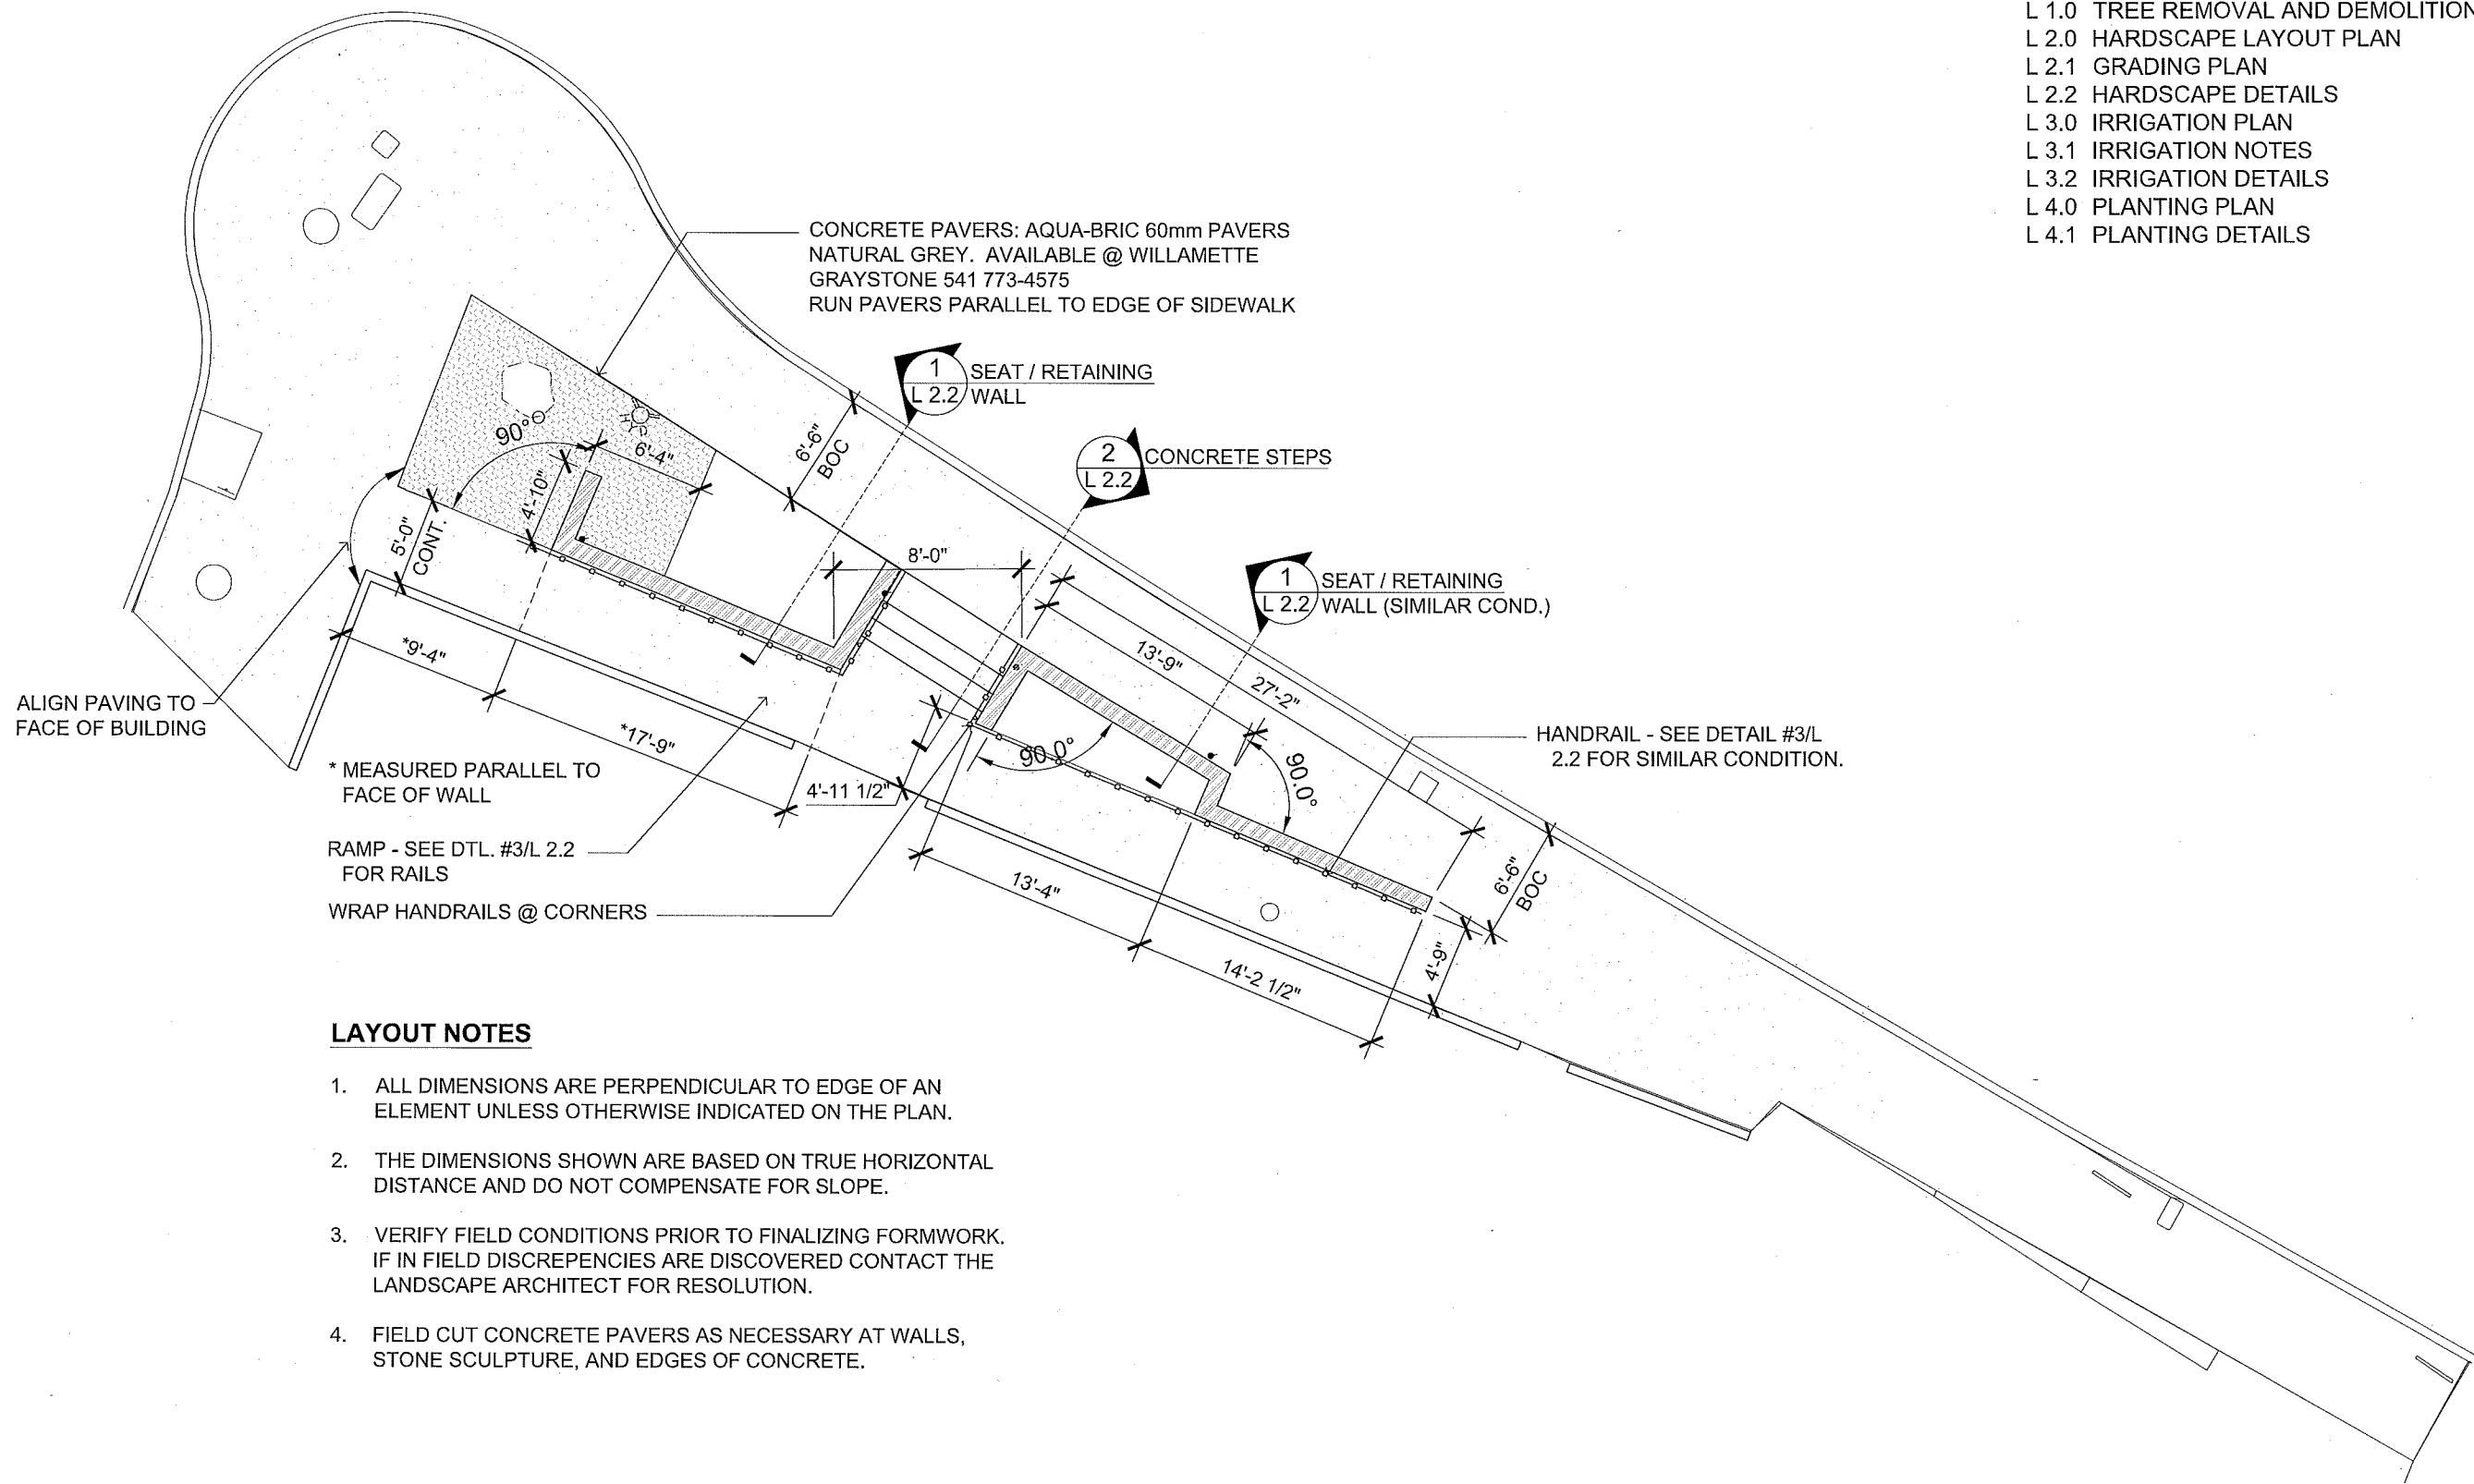 L 1.0 TREE REMOVAL AND DEMOLITION
L 2.0 HARDSCAPE LAYOUT PLAN
L 2.1 GRADING PLAN
L 2.2 HARDSCAPE DETAILS
L 3.0 IRRIGATION PLAN
L 3.1 IRRIGATION NOTES
L 3.2 IRRIGATION DETAILS
L 4.0 PLANTING PLAN
L 4.1 PLANTING DETAILS
CONCRETE PAVERS: AQUA-BRIC 60mm PAVERS
NATURAL GREY. AVAILABLE @ WILLAMETTE
GRAYSTONE 541 773-4575
RUN PAVERS PARALLEL TO EDGE OF SIDEWALK
1
L 2.2
SEAT / RETAINING
WALL
2
L 2.2
CONCRETE STEPS
1
L 2.2
SEAT / RETAINING
WALL (SIMILAR COND.)
90°
6'-4"
4'-10"
5'-0"
CONT.
6'-6"
BOC
8'-0"
13'-9"
27'-2"
90.0°
90.0°
*9'-4"
*17'-9"
4'-11 1/2"
13'-4"
14'-2 1/2"
6'-6"
BOC
4'-9"
ALIGN PAVING TO
FACE OF BUILDING
HANDRAIL - SEE DETAIL #3/L
2.2 FOR SIMILAR CONDITION.
* MEASURED PARALLEL TO
FACE OF WALL
RAMP - SEE DTL. #3/L 2.2
FOR RAILS
WRAP HANDRAILS @ CORNERS
LAYOUT NOTES
1. ALL DIMENSIONS ARE PERPENDICULAR TO EDGE OF AN
ELEMENT UNLESS OTHERWISE INDICATED ON THE PLAN.
2. THE DIMENSIONS SHOWN ARE BASED ON TRUE HORIZONTAL
DISTANCE AND DO NOT COMPENSATE FOR SLOPE.
3. VERIFY FIELD CONDITIONS PRIOR TO FINALIZING FORMWORK.
IF IN FIELD DISCREPENCIES ARE DISCOVERED CONTACT THE
LANDSCAPE ARCHITECT FOR RESOLUTION.
4. FIELD CUT CONCRETE PAVERS AS NECESSARY AT WALLS,
STONE SCULPTURE, AND EDGES OF CONCRETE.